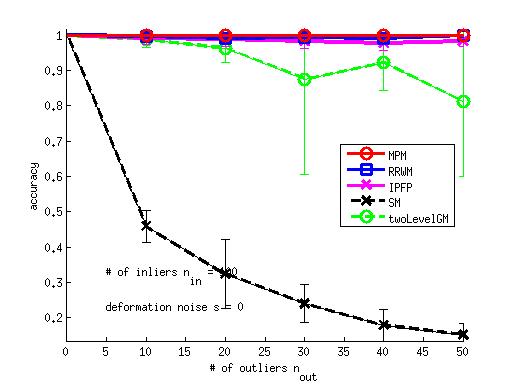 1
0.9
0.8
0.7
0.6
0.5
0.4
0.3
0.2
accuracy
MPM
RRWM
IPFP
SM
twoLevelGM
# of inliers n_in =
deformation noise s = 0
0 5 10 15 20 25 30 35 40 45 50
# of outliers n_out